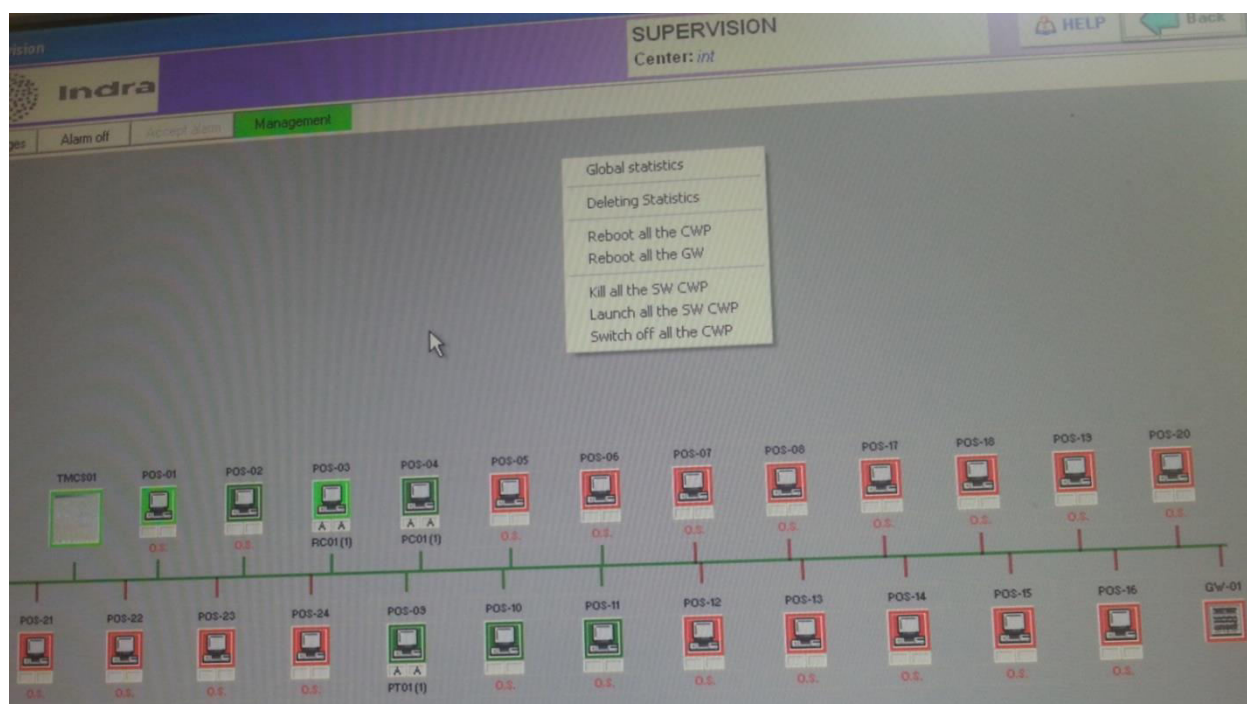 SUPERVISION
Center: int
HELP
Back
Indra
Alarm off
Accept alarm
Management
Global statistics
Deleting Statistics
Reboot all the CWP
Reboot all the GW
Kill all the SW CWP
Launch all the SW CWP
Switch off all the CWP
TMCS01 POS-01 POS-02 POS-03 POS-04 POS-05 POS-06 POS-07 POS-08 POS-17 POS-18 POS-19 POS-20
O.S. O.S. A A A A O.S. O.S. O.S. O.S. O.S. O.S. O.S. O.S.
RC01(1) PC01(1)
POS-21 POS-22 POS-23 POS-24 POS-09 POS-10 POS-11 POS-12 POS-13 POS-14 POS-15 POS-16 GW-01
O.S. O.S. O.S. O.S. A A O.S. O.S. O.S. O.S. O.S. O.S. O.S.
PT01(1)